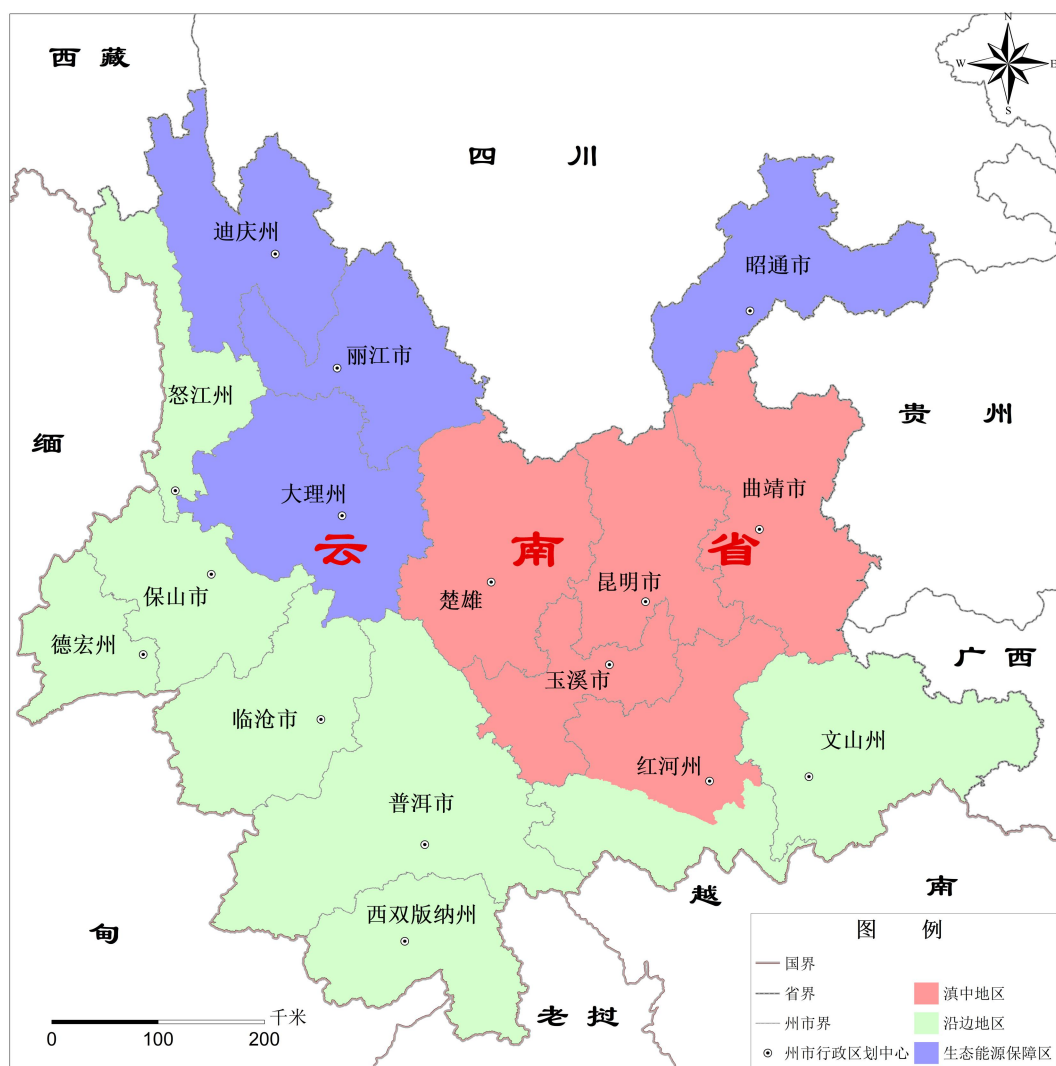 N
W E
S
西藏
四川
迪庆州
昭通市
丽江市
怒江州
贵州
缅
曲靖市
大理州
云南省
昆明市
保山市
楚雄
德宏州
广西
玉溪市
临沧市
文山州
红河州
普洱市
越南
西双版纳州
甸
老挝
千米
0 100 200
图例
国界
省界
州市界
州市行政区划中心
滇中地区
沿边地区
生态能源保障区